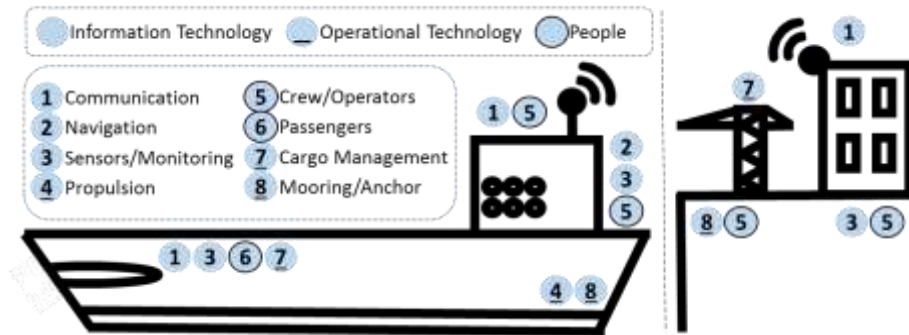 Information Technology Operational Technology People
1 Communication 5 Crew/Operators
2 Navigation 6 Passengers
3 Sensors/Monitoring 7 Cargo Management
4 Propulsion 8 Mooring/Anchor
1 5
2
3
5
1 3 6 7
4 8
1
7
8 5
3 5